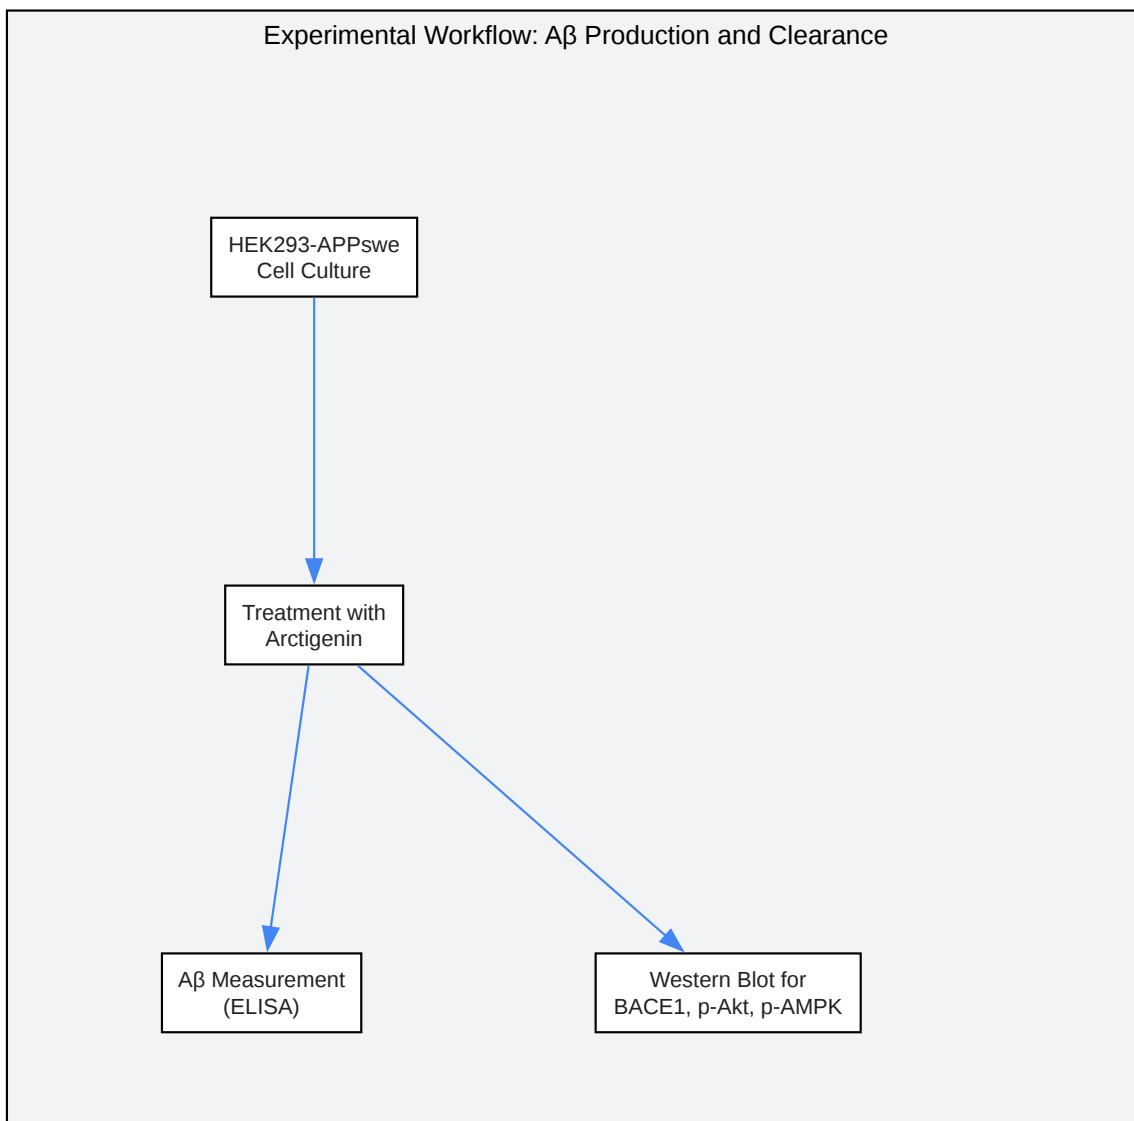 Experimental Workflow: Aβ Production and Clearance
HEK293-APPswe
Cell Culture
Treatment with
Arctigenin
Aβ Measurement
(ELISA)
Western Blot for
BACE1, p-Akt, p-AMPK